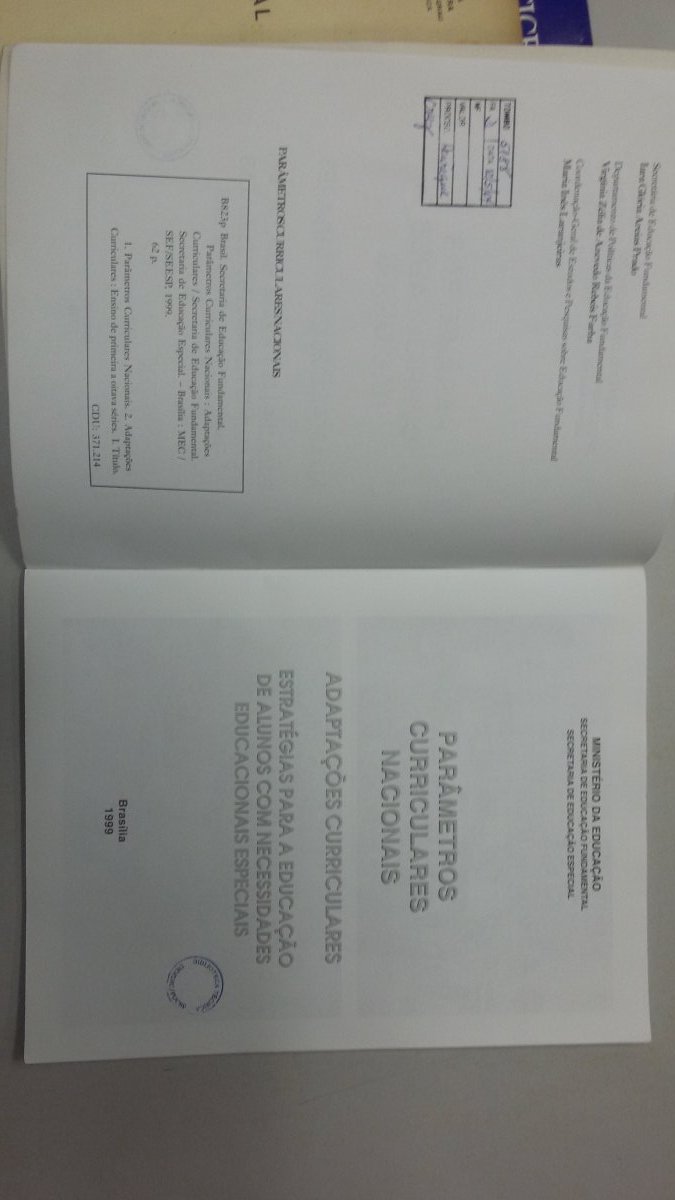 Secretaria de Educação Fundamental
Iara Glória Areias Prado
Departamento de Política da Educação Fundamental
Virgínia Zélia de Azevedo Rebeis Farha
Coordenação-Geral de Estudos e Pesquisas sobre Educação Fundamental
Maria Inês Laranjeiras
TOMBO
VALOR
PARÂMETROS CURRICULARES NACIONAIS
B823p Brasil. Secretaria de Educação Fundamental.
Parâmetros Curriculares Nacionais : Adaptações
Curriculares / Secretaria de Educação Fundamental.
Secretaria de Educação Especial. – Brasília : MEC /
SEF/SEESP, 1999.
62 p.
1. Parâmetros Curriculares Nacionais. 2. Adaptações
Curriculares : Ensino de primeira a oitava séries. I. Título.
CDU: 371.214
MINISTÉRIO DA EDUCAÇÃO
SECRETARIA DE EDUCAÇÃO FUNDAMENTAL
SECRETARIA DE EDUCAÇÃO ESPECIAL
PARÂMETROS
CURRICULARES
NACIONAIS
ADAPTAÇÕES CURRICULARES
ESTRATÉGIAS PARA A EDUCAÇÃO
DE ALUNOS COM NECESSIDADES
EDUCACIONAIS ESPECIAIS
BIBLIOTECA
Brasília
1999